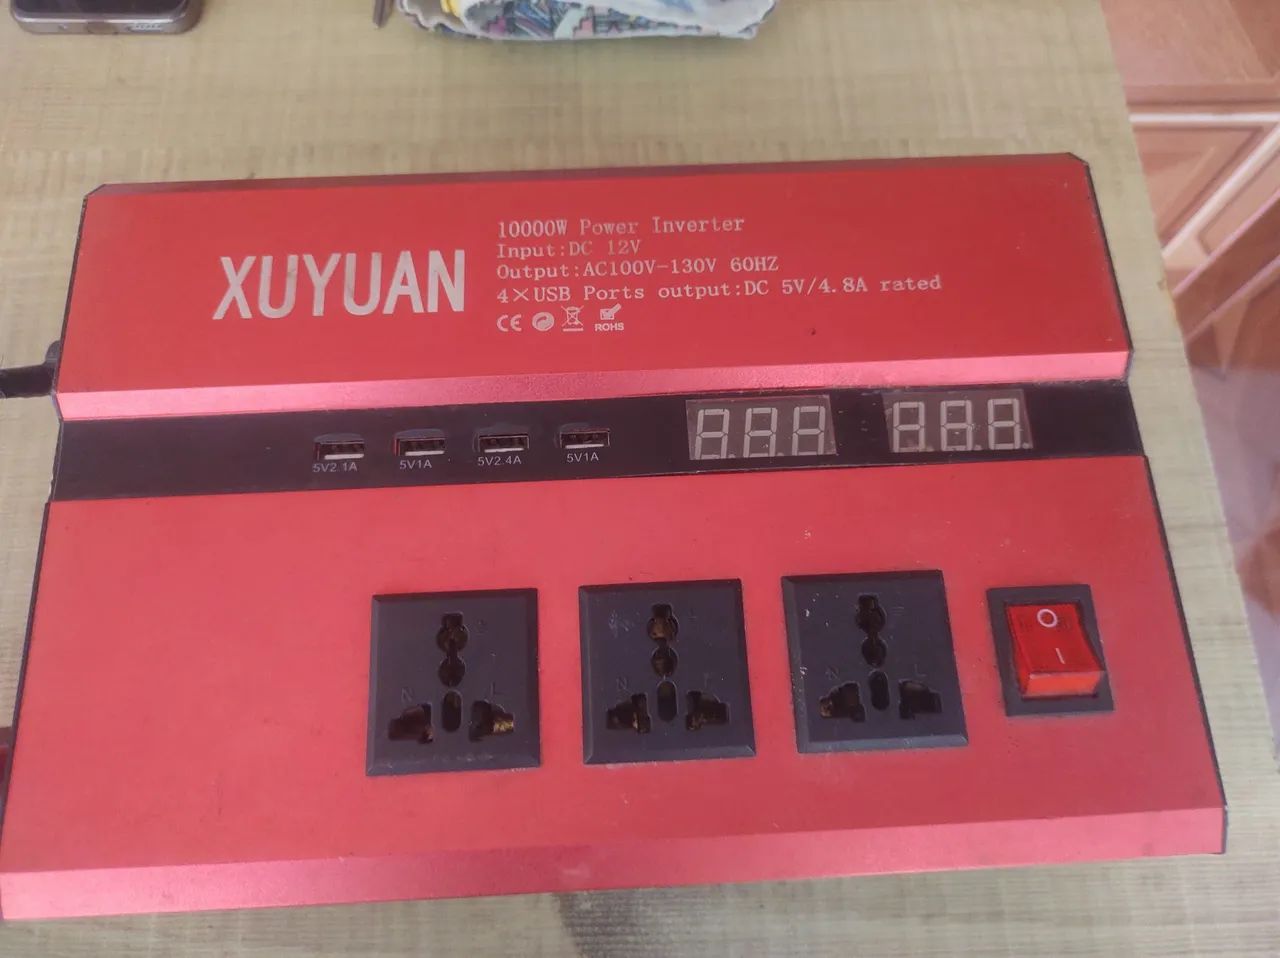 XUYUAN
10000W Power Inverter
Input:DC 12V
Output:AC100V-130V 60HZ
4×USB Ports output:DC 5V/4.8A rated
CE
ROHS
5V2.1A
5V1A
5V2.4A
5V1A
N L
N L
N L
O
I